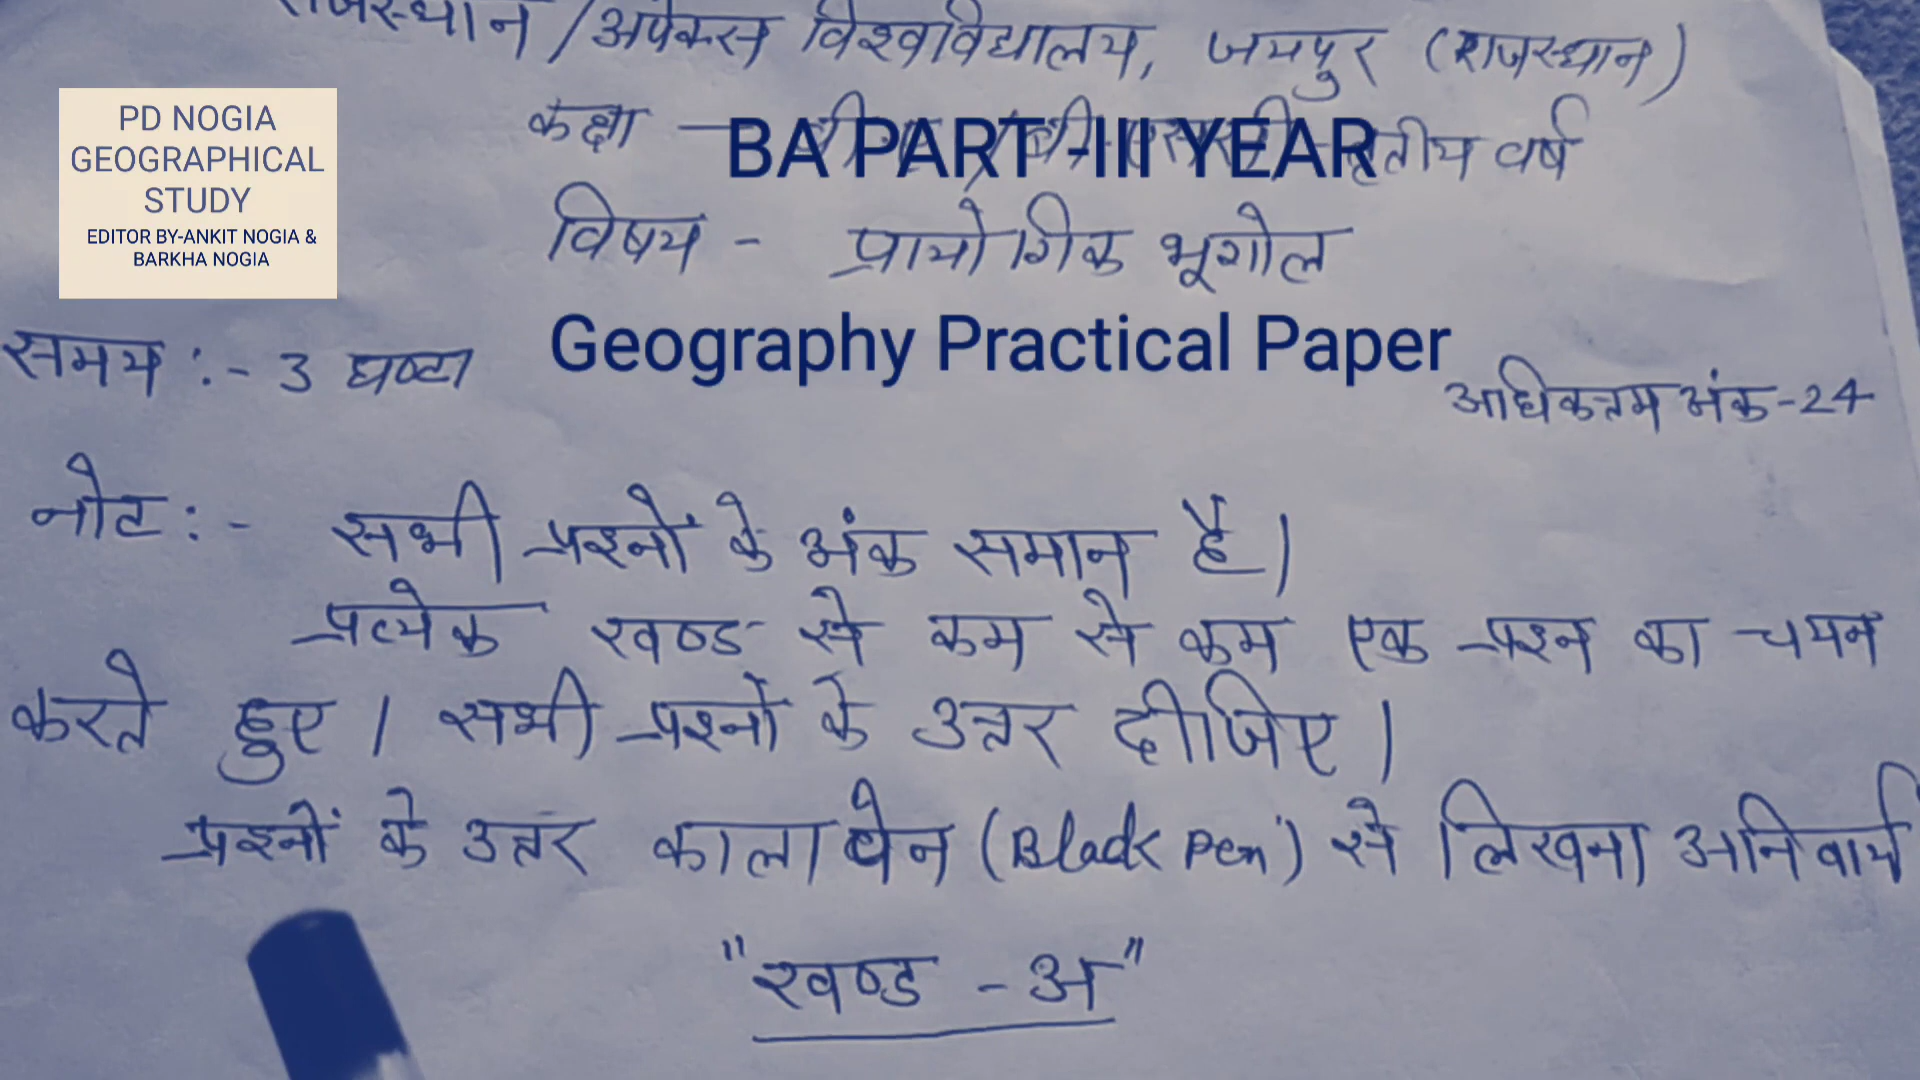 राजस्थान / अपेकस विश्वविद्यालय, जयपुर (राजस्थान)
PD NOGIA
GEOGRAPHICAL
STUDY
EDITOR BY-ANKIT NOGIA &
BARKHA NOGIA
कक्षा –
BA PART -III YEAR
तृतीय वर्ष
विषय - प्रायोगिक भूगोल
Geography Practical Paper
समय :- 3 घण्टा
अधिकतम अंक-24
नोट :- सभी प्रश्नों के अंक समान है।
प्रत्येक खण्ड से कम से कम एक प्रश्न का चयन
करते हुए। सभी प्रश्नों के उत्तर दीजिए।
प्रश्नों के उत्तर काला पेन (Black Pen) से लिखना अनिवार्य
"खण्ड - अ"